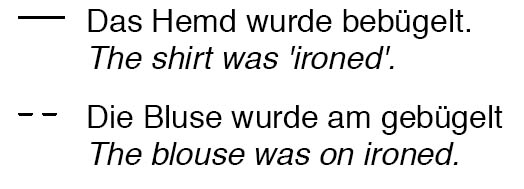 Das Hemd wurde bebügelt.
The shirt was 'ironed'.
Die Bluse wurde am gebügelt
The blouse was on ironed.